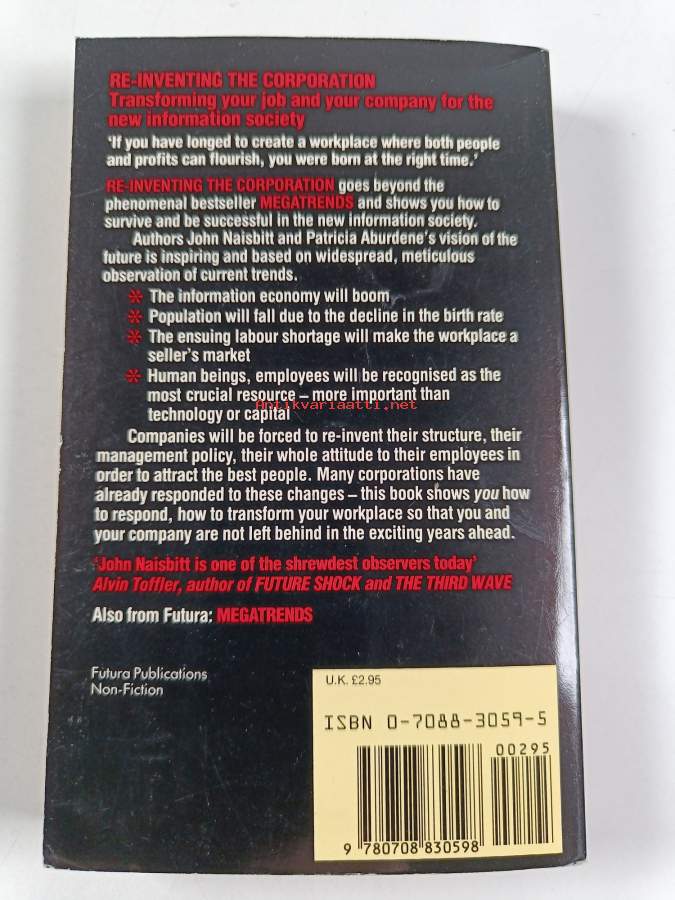 RE-INVENTING THE CORPORATION
Transforming your job and your company for the
new information society
'If you have longed to create a workplace where both people
and profits can flourish, you were born at the right time.'
RE-INVENTING THE CORPORATION goes beyond the
phenomenal bestseller MEGATRENDS and shows you how to
survive and be successful in the new information society.
Authors John Naisbitt and Patricia Aburdene's vision of the
future is inspiring and based on widespread, meticulous
observation of current trends.
* The information economy will boom
* Population will fall due to the decline in the birth rate
* The ensuing labour shortage will make the workplace a
seller's market
* Human beings, employees will be recognised as the
most crucial resource – more important than
Antikvariaatti.net
technology or capital
Companies will be forced to re-invent their structure, their
management policy, their whole attitude to their employees in
order to attract the best people. Many corporations have
already responded to these changes – this book shows you how
to respond, how to transform your workplace so that you and
your company are not left behind in the exciting years ahead.
'John Naisbitt is one of the shrewdest observers today'
Alvin Toffler, author of FUTURE SHOCK and THE THIRD WAVE
Also from Futura: MEGATRENDS
Futura Publications
Non-Fiction
U.K. £2.95
ISBN 0-7088-3059-5
00295
9 780708 830598